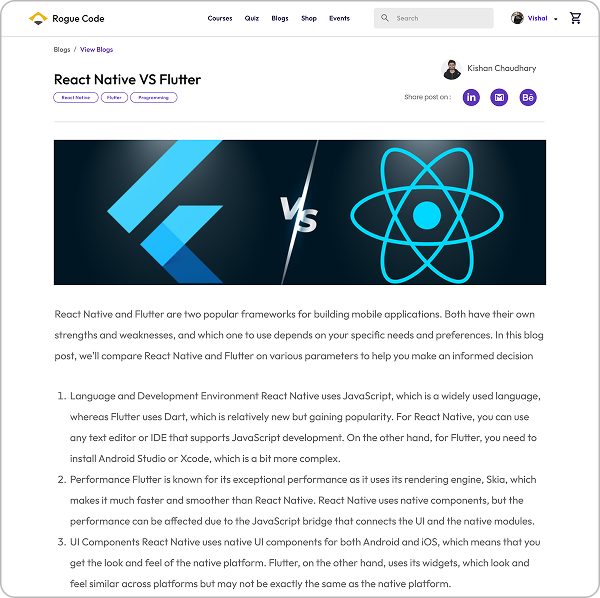 Rogue Code
Courses Quiz Blogs Shop Events
Search
Vishal
Blogs / View Blogs
React Native VS Flutter
Kishan Chaudhary
React Native Flutter Programming
Share post on :
in
Bē
VS
React Native and Flutter are two popular frameworks for building mobile applications. Both have their own
strengths and weaknesses, and which one to use depends on your specific needs and preferences. In this blog
post, we'll compare React Native and Flutter on various parameters to help you make an informed decision
1. Language and Development Environment React Native uses JavaScript, which is a widely used language,
whereas Flutter uses Dart, which is relatively new but gaining popularity. For React Native, you can use
any text editor or IDE that supports JavaScript development. On the other hand, for Flutter, you need to
install Android Studio or Xcode, which is a bit more complex.
2. Performance Flutter is known for its exceptional performance as it uses its rendering engine, Skia, which
makes it much faster and smoother than React Native. React Native uses native components, but the
performance can be affected due to the JavaScript bridge that connects the UI and the native modules.
3. UI Components React Native uses native UI components for both Android and iOS, which means that you
get the look and feel of the native platform. Flutter, on the other hand, uses its widgets, which look and
feel similar across platforms but may not be exactly the same as the native platform.